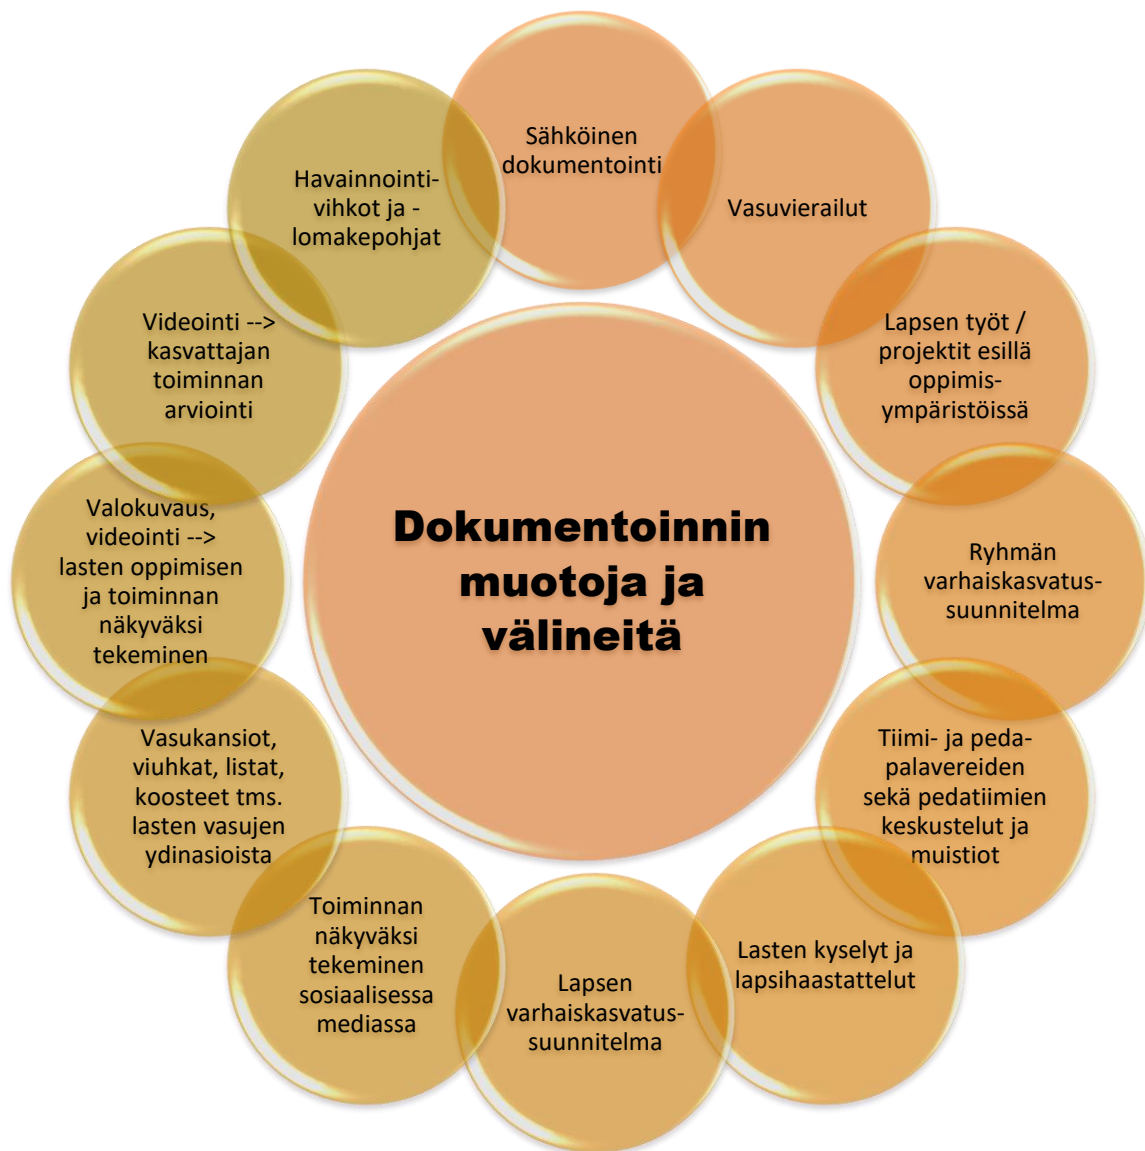 Dokumentoinnin
muotoja ja
välineitä
Sähköinen
dokumentointi
Vasuvierailut
Lapsen työt /
projektit esillä
oppimis-
ympäristöissä
Ryhmän
varhaiskasvatus-
suunnitelma
Tiimi- ja peda-
palavereiden
sekä pedatiimien
keskustelut ja
muistiot
Lasten kyselyt ja
lapsihaastattelut
Lapsen
varhaiskasvatus-
suunnitelma
Toiminnan
näkyväksi
tekeminen
sosiaalisessa
mediassa
Vasukansiot,
viuhkat, listat,
koosteet tms.
lasten vasujen
ydinasioista
Valokuvaus,
videointi -->
lasten oppimisen
ja toiminnan
näkyväksi
tekeminen
Videointi -->
kasvattajan
toiminnan
arviointi
Havainnointi-
vihkot ja -
lomakepohjat